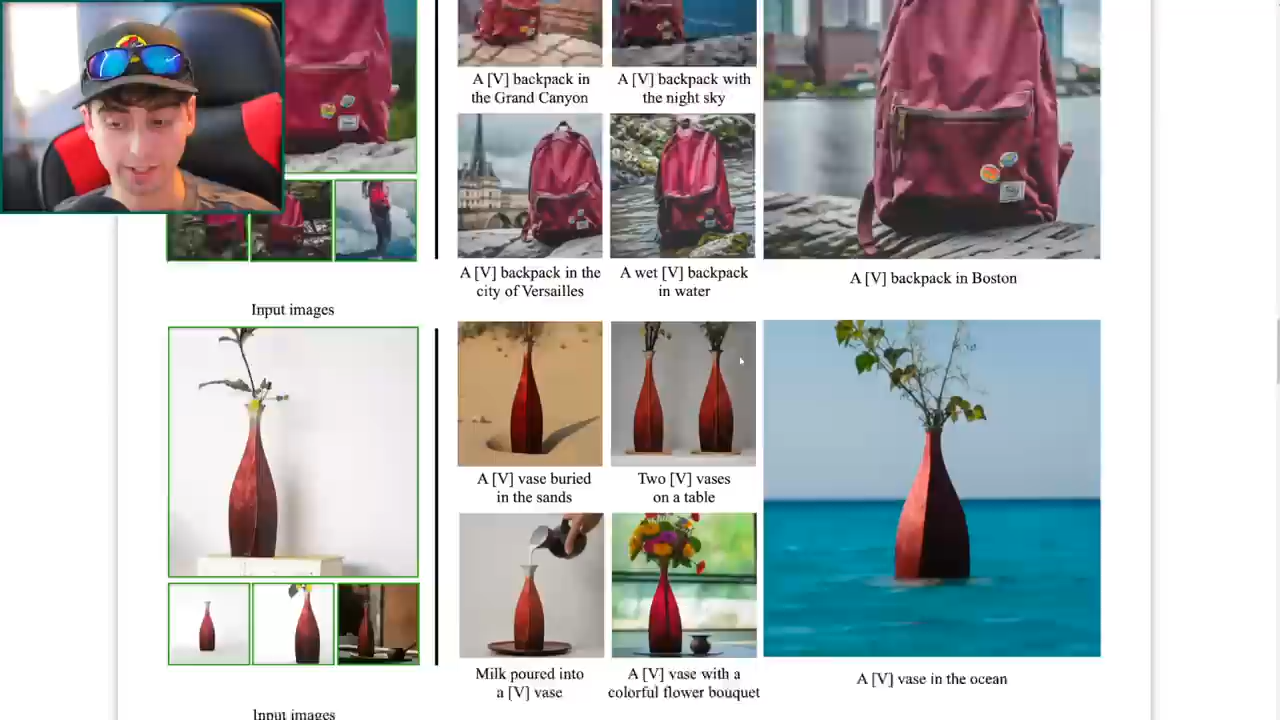 A [V] backpack in
the Grand Canyon
A [V] backpack with
the night sky
A [V] backpack in the
city of Versailles
A wet [V] backpack
in water
A [V] backpack in Boston
Input images
A [V] vase buried
in the sands
Two [V] vases
on a table
Milk poured into
a [V] vase
A [V] vase with a
colorful flower bouquet
A [V] vase in the ocean
Input images